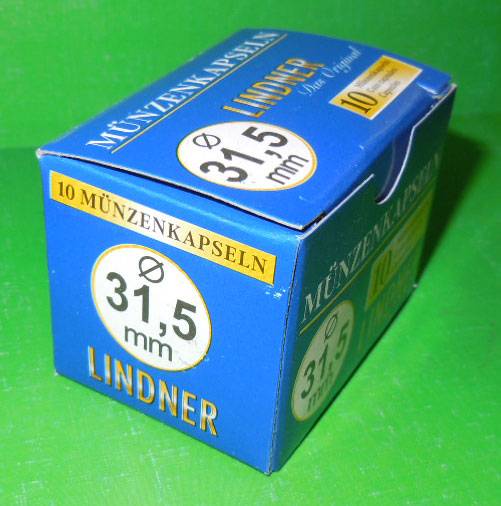 MÜNZENKAPSELN
LINDNER
Das Original
Ø
31,5
mm
10
10 MÜNZENKAPSELN
Ø
31,5
mm
LINDNER
MÜNZENKAPSELN
Ø
31,5
mm
10